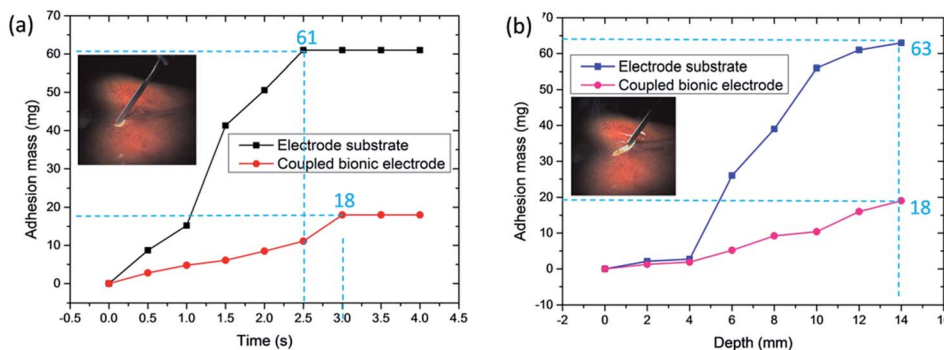 (a)
70
60
50
40
30
20
10
0
Adhesion mass (mg)
61
18
Electrode substrate
Coupled bionic electrode
-0.5 0.0 0.5 1.0 1.5 2.0 2.5 3.0 3.5 4.0 4.5
Time (s)
(b)
70
60
50
40
30
20
10
0
-10
Adhesion mass (mg)
63
18
Electrode substrate
Coupled bionic electrode
-2 0 2 4 6 8 10 12 14 16
Depth (mm)